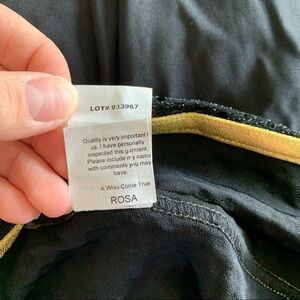 LOT# 933967
Quality is very important t
us. I have personally
inspected this garment
Please include my name
with comments you may
have.
A Wish Come True
ROSA